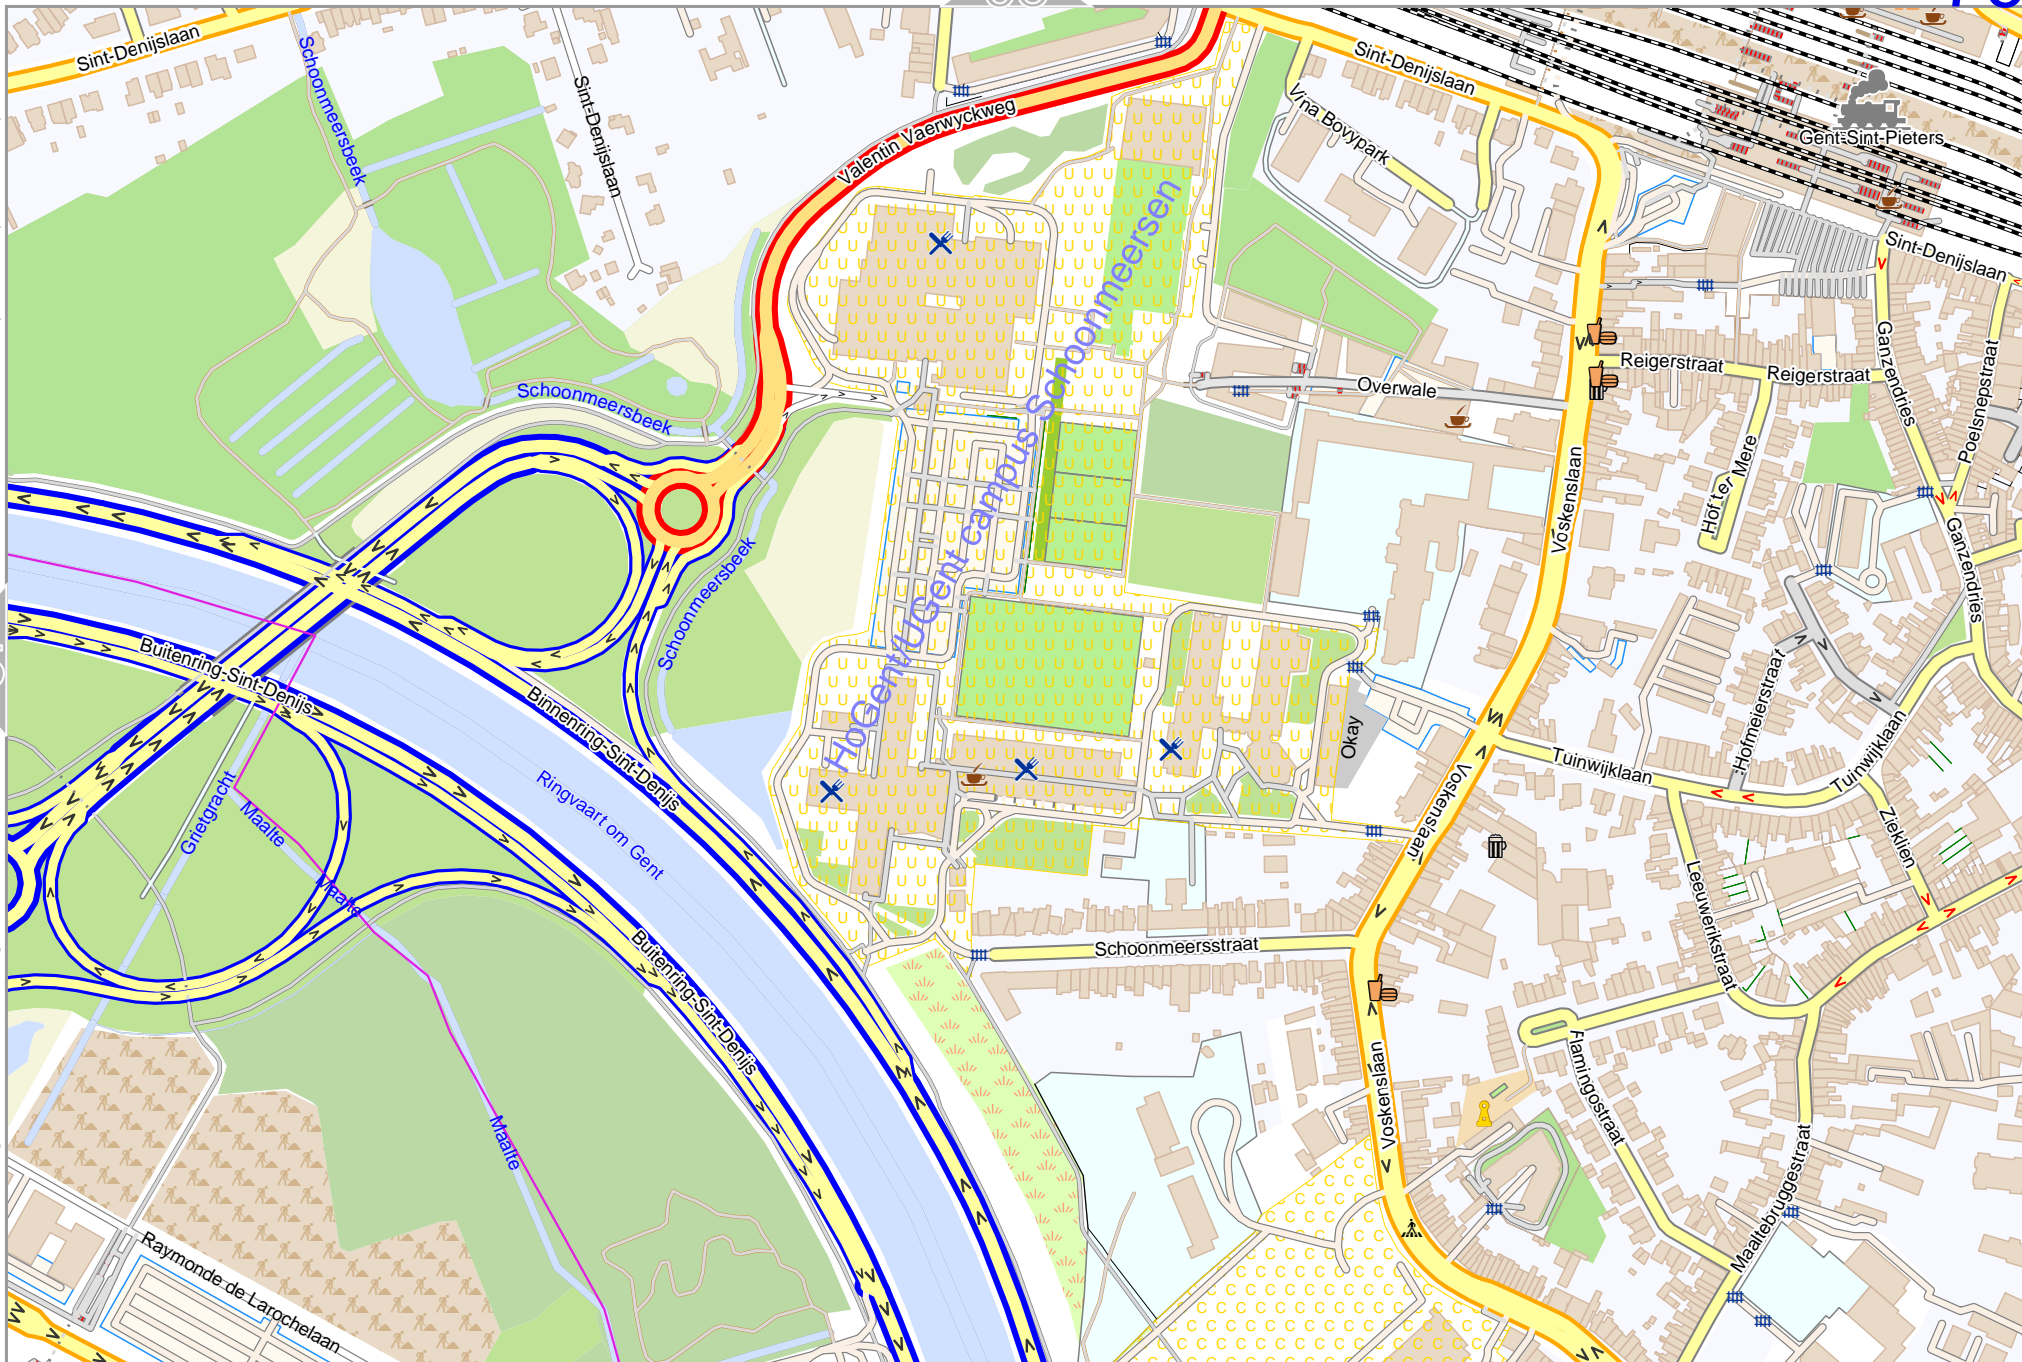 Sint-Denijslaan
Schoonmeersbeek
Sint-Denijslaan
Valentin Vaerwyckweg
Sint-Denijslaan
Vina Bovypark
Gent-Sint-Pieters
Sint-Denijslaan
HoGent/UGent campus Schoonmeersen
Schoonmeersbeek
Overwale
Reigerstraat
Reigerstraat
Ganzendries
Poelsnepstraat
Hof ter Mere
Voskenslaan
Ganzendries
Schoonmeersbeek
Buitenring-Sint-Denijs
Binnenring-Sint-Denijs
Okay
Hofmeierstraat
Tuinwijklaan
Tuinwijklaan
Voskenslaan
Grietgracht
Maalte
Ringvaart om Gent
Zieklien
Maalte
Leeuwerikstraat
Schoonmeersstraat
Buitenring-Sint-Denijs
Flamingostraat
Voskenslaan
Maalte
Maaltebruggestraat
Raymonde de Larochelaan